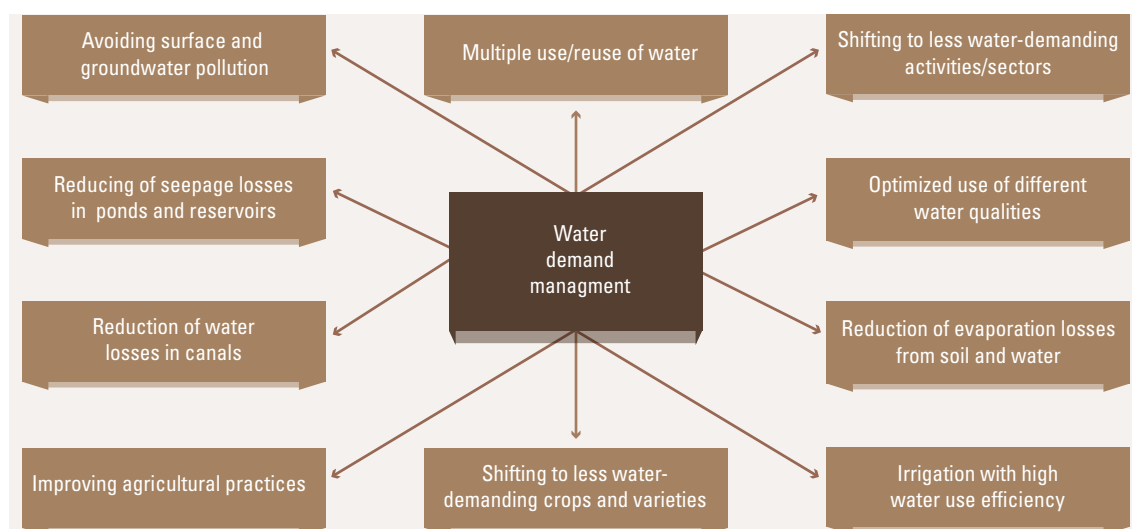 Avoiding surface and
groundwater pollution
Multiple use/reuse of water
Shifting to less water-demanding
activities/sectors
Reducing of seepage losses
in ponds and reservoirs
Water
demand
managment
Optimized use of different
water qualities
Reduction of water
losses in canals
Reduction of evaporation losses
from soil and water
Improving agricultural practices
Shifting to less water-
demanding crops and varieties
Irrigation with high
water use efficiency